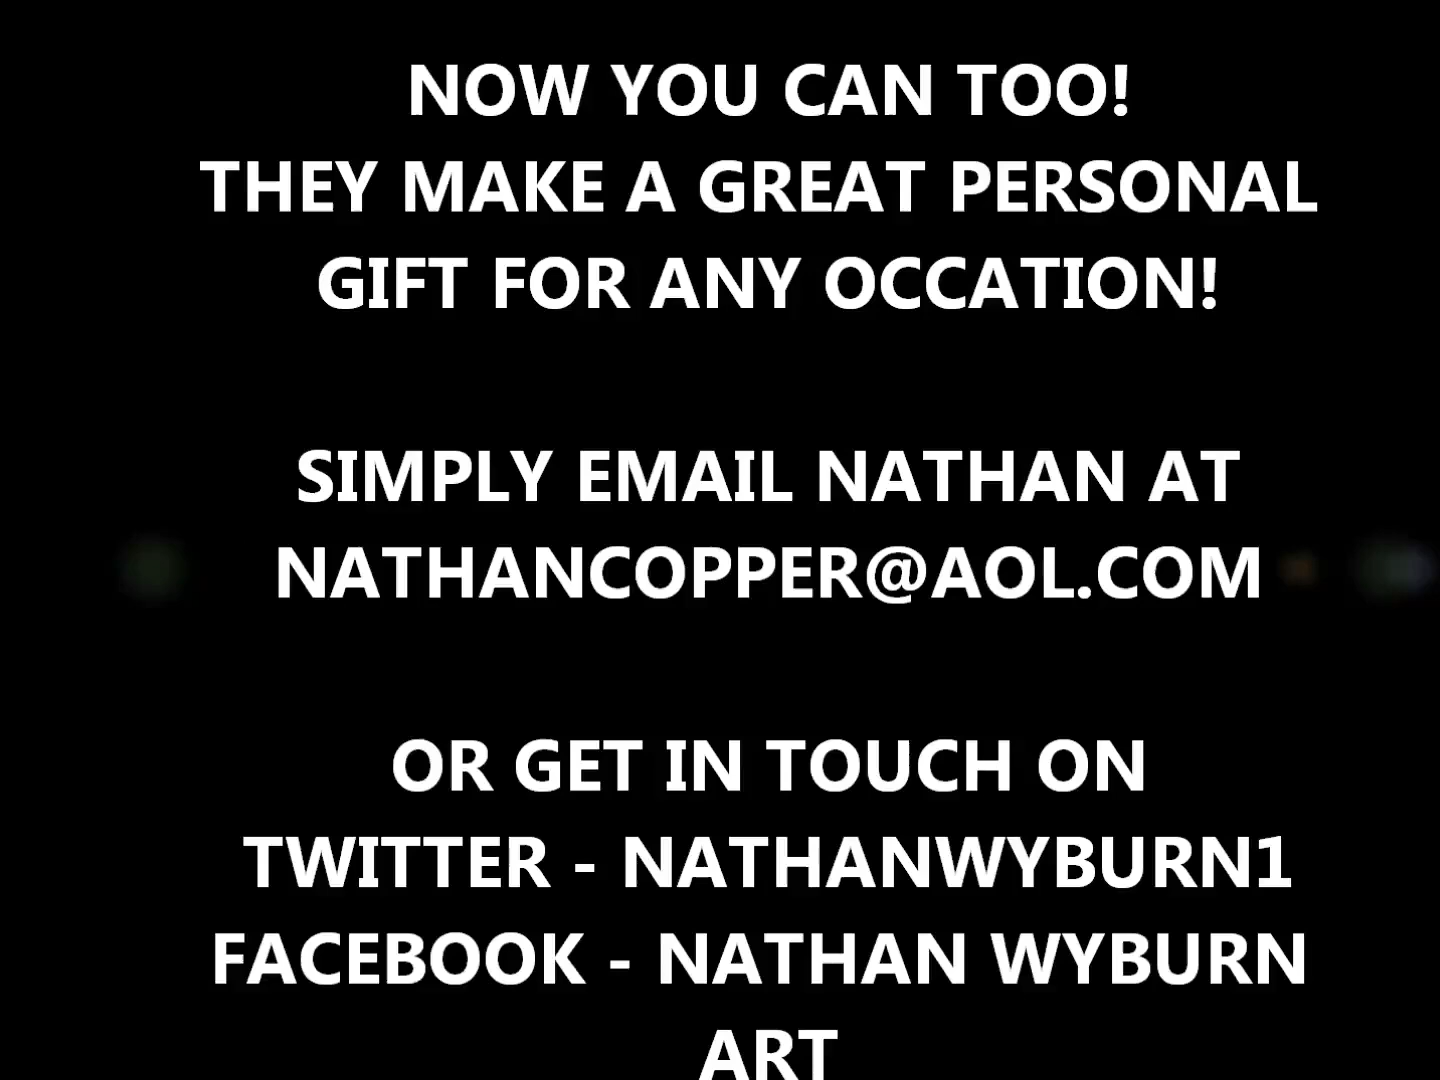 NOW YOU CAN TOO!
THEY MAKE A GREAT PERSONAL
GIFT FOR ANY OCCATION!
SIMPLY EMAIL NATHAN AT
NATHANCOPPER@AOL.COM
OR GET IN TOUCH ON
TWITTER - NATHANWYBURN1
FACEBOOK - NATHAN WYBURN
ART